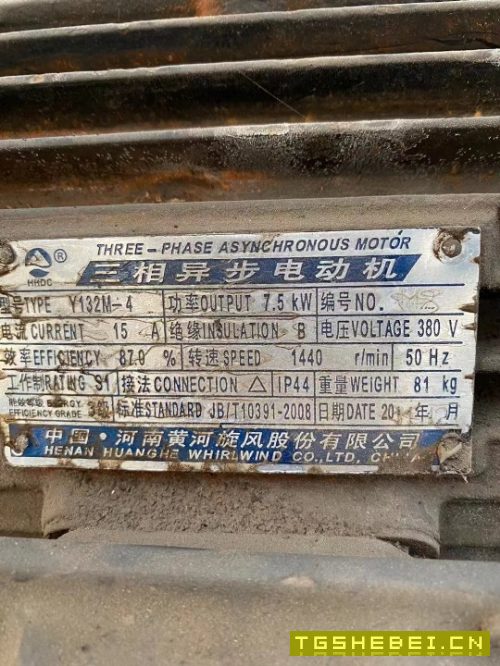 THREE-PHASE ASYNCHRONOUS MOTOR
®
HHDC
三相异步电动机
型号TYPE Y132M-4 功率OUTPUT 7.5 kW 编号NO.
电流CURRENT 15 A 绝缘INSULATION B 电压VOLTAGE 380 V
效率EFFICIENCY 87.0 % 转速SPEED 1440 r/min 50 Hz
工作制RATING S1 接法CONNECTION △ IP44 重量WEIGHT 81 kg
ENERGY
EFFICIENCY GRADE 3级 标准STANDARD JB/T10391-2008 日期DATE 20 年 月
中国·河南黄河旋风股份有限公司
HENAN HUANGHE WHIRLWIND CO., LTD, CHINA
TGSHEBEI.CN